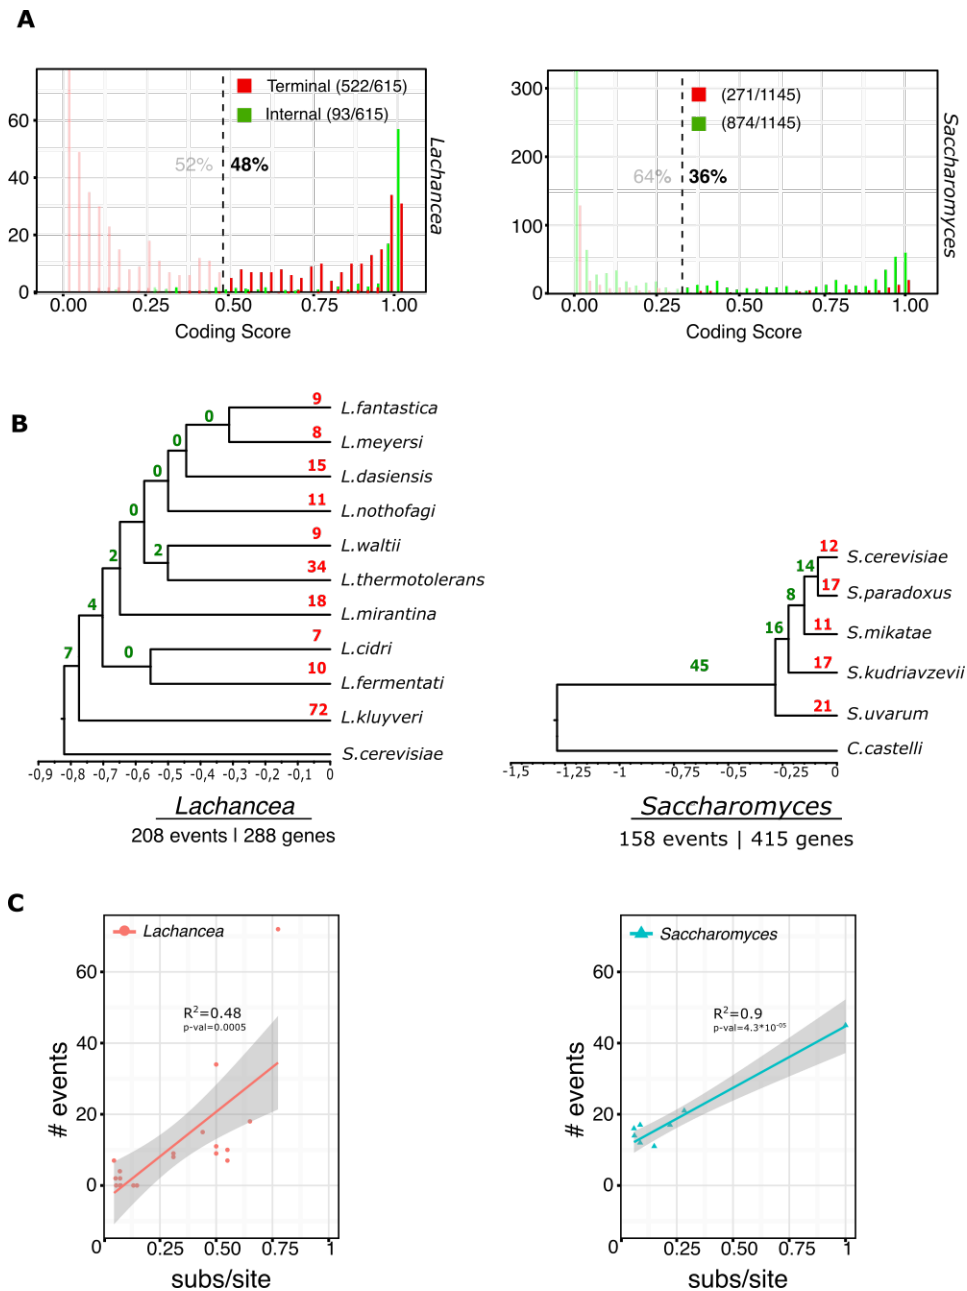 A
Terminal (522/615)
Internal (93/615)
52% 48%
60
40
20
0
0.00 0.25 0.50 0.75 1.00
Coding Score
Lachancea
(271/1145)
(874/1145)
64% 36%
300
200
100
0
0.00 0.25 0.50 0.75 1.00
Coding Score
Saccharomyces
B
9
L.fantastica
0
8
L.meyersi
0
15
L.dasiensis
0
11
L.nothofagi
0
9
L.waltii
2
2
34
L.thermotolerans
18
L.mirantina
4
7
L.cidri
0
10
L.fermentati
7
72
L.kluyveri
S.cerevisiae
-0,9 -0,8 -0,7 -0,6 -0,5 -0,4 -0,3 -0,2 -0,1 0
Lachancea
208 events | 288 genes
12
S.cerevisiae
14
17
S.paradoxus
8
11
S.mikatae
16
17
S.kudriavzevii
45
21
S.uvarum
C.castelli
-1,5 -1,25 -1 -0,75 -0,5 -0,25 0
Saccharomyces
158 events | 415 genes
C
Lachancea
R²=0.48
p-val=0.0005
60
40
20
0
# events
0 0.25 0.50 0.75 1
subs/site
Saccharomyces
R²=0.9
p-val=4.3*10⁻⁰⁵
60
40
20
0
# events
0 0.25 0.50 0.75 1
subs/site